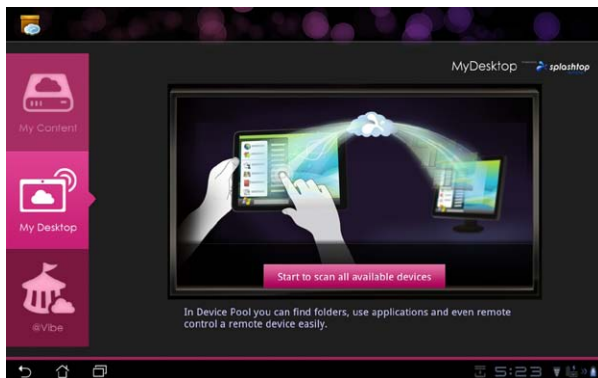 MyDesktop splashtop
My Content
My Desktop
@Vibe
Start to scan all available devices
In Device Pool you can find folders, use applications and even remote
control a remote device easily.
5:23